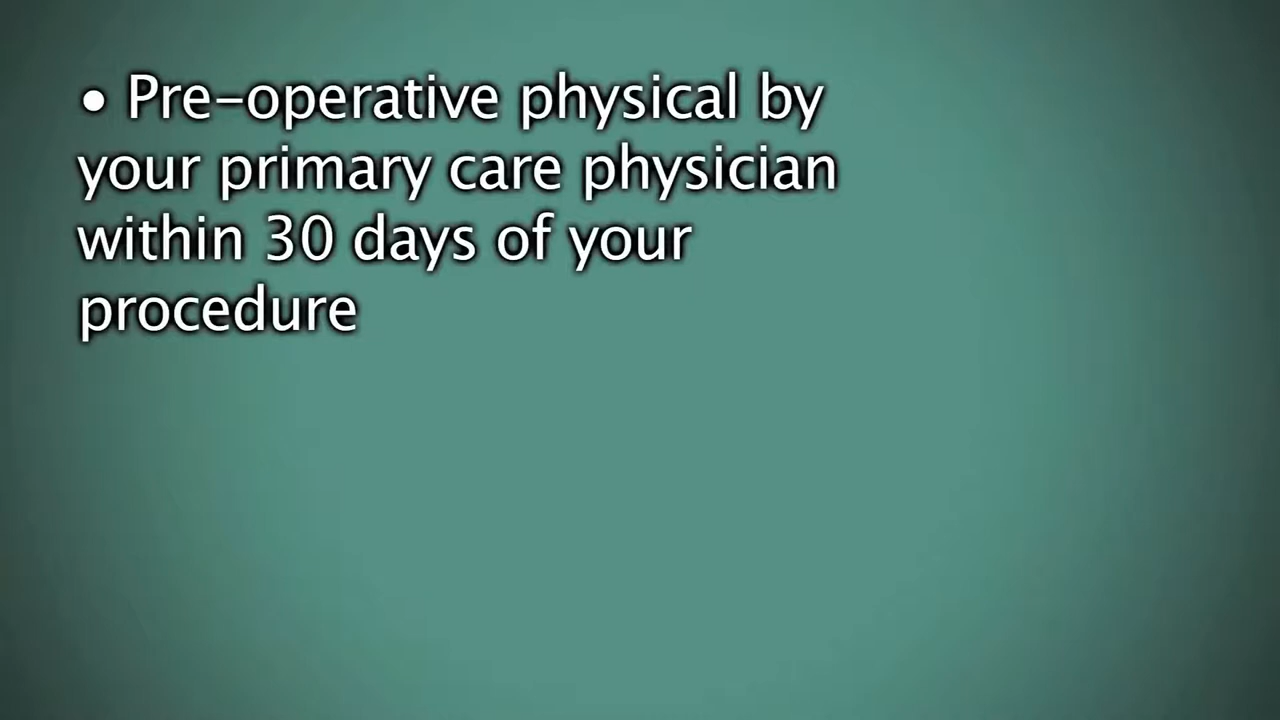 • Pre-operative physical by
your primary care physician
within 30 days of your
procedure